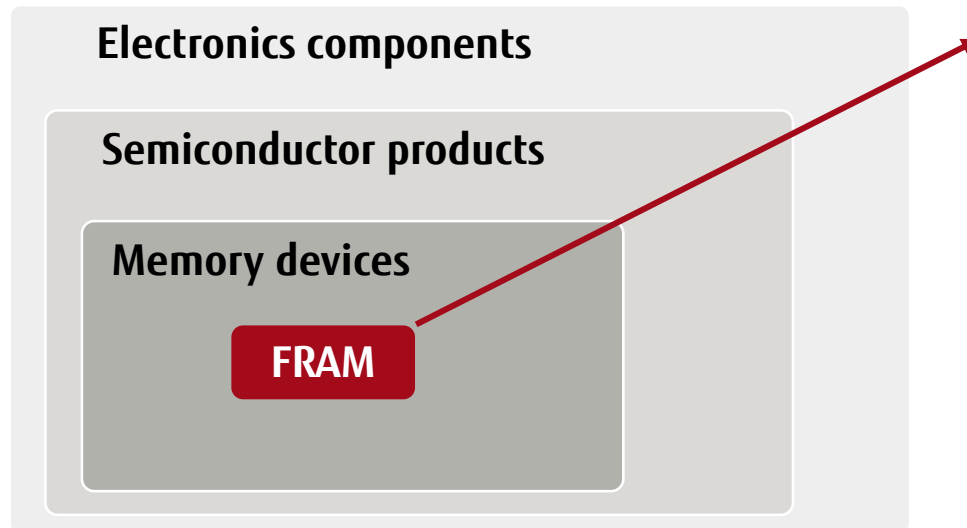 Electronics components
Semiconductor products
Memory devices
FRAM